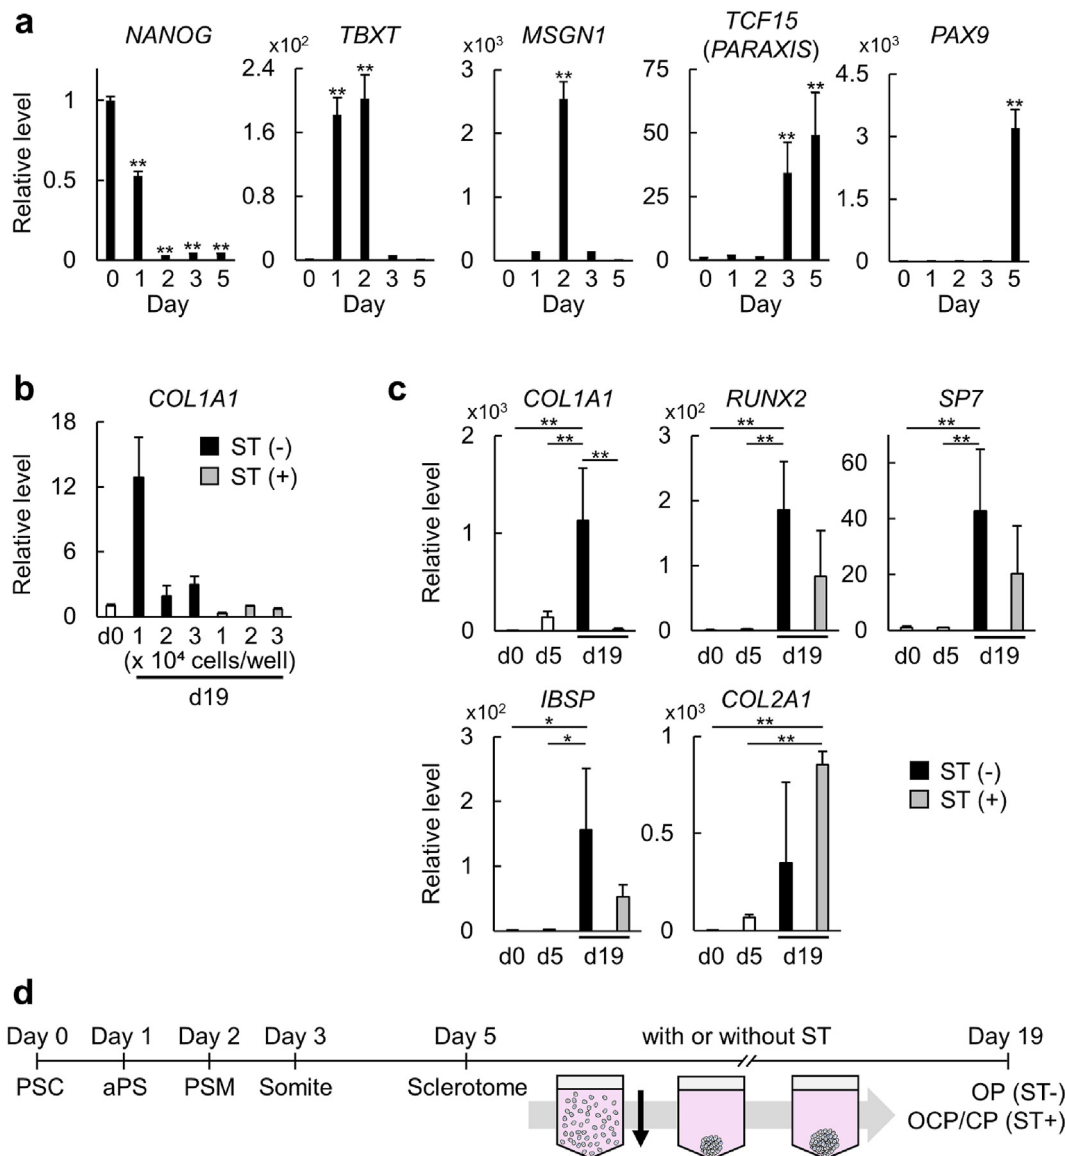 a
NANOG
TBXT
MSGN1
TCF15
(PARAXIS)
PAX9
x10²
x10³
x10³
Relative level
1
0.5
0
**
**
**
**
0 1 2 3 5
Day
2.4
1.6
0.8
0
**
**
0 1 2 3 5
Day
3
2
1
0
**
0 1 2 3 5
Day
75
50
25
0
**
**
0 1 2 3 5
Day
4.5
3
1.5
0
**
0 1 2 3 5
Day
b
COL1A1
Relative level
18
12
6
0
ST (-)
ST (+)
d0 1 2 3 1 2 3
(x 10⁴ cells/well)
d19
c
COL1A1
x10³
Relative level
2
1
0
**
**
**
d0 d5 d19
RUNX2
x10²
3
2
1
0
**
**
d0 d5 d19
SP7
60
40
20
0
**
**
d0 d5 d19
IBSP
x10²
Relative level
3
2
1
0
*
*
d0 d5 d19
COL2A1
x10³
1
0.5
0
**
**
d0 d5 d19
ST (-)
ST (+)
d
Day 0 Day 1 Day 2 Day 3 Day 5 with or without ST Day 19
PSC aPS PSM Somite Sclerotome OP (ST-)
OCP/CP (ST+)